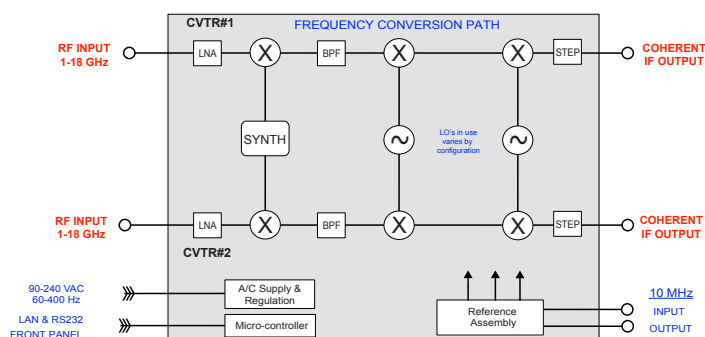 CVTR#1
FREQUENCY CONVERSION PATH
RF INPUT
1-18 GHz
LNA
X
BPF
X
X
STEP
COHERENT
IF OUTPUT
SYNTH
~
LO's in use
varies by
configuration
~
RF INPUT
1-18 GHz
LNA
X
BPF
X
X
STEP
COHERENT
IF OUTPUT
CVTR#2
90-240 VAC
60-400 Hz
A/C Supply &
Regulation
LAN & RS232
FRONT PANEL
Micro-controller
Reference
Assembly
10 MHz
INPUT
OUTPUT